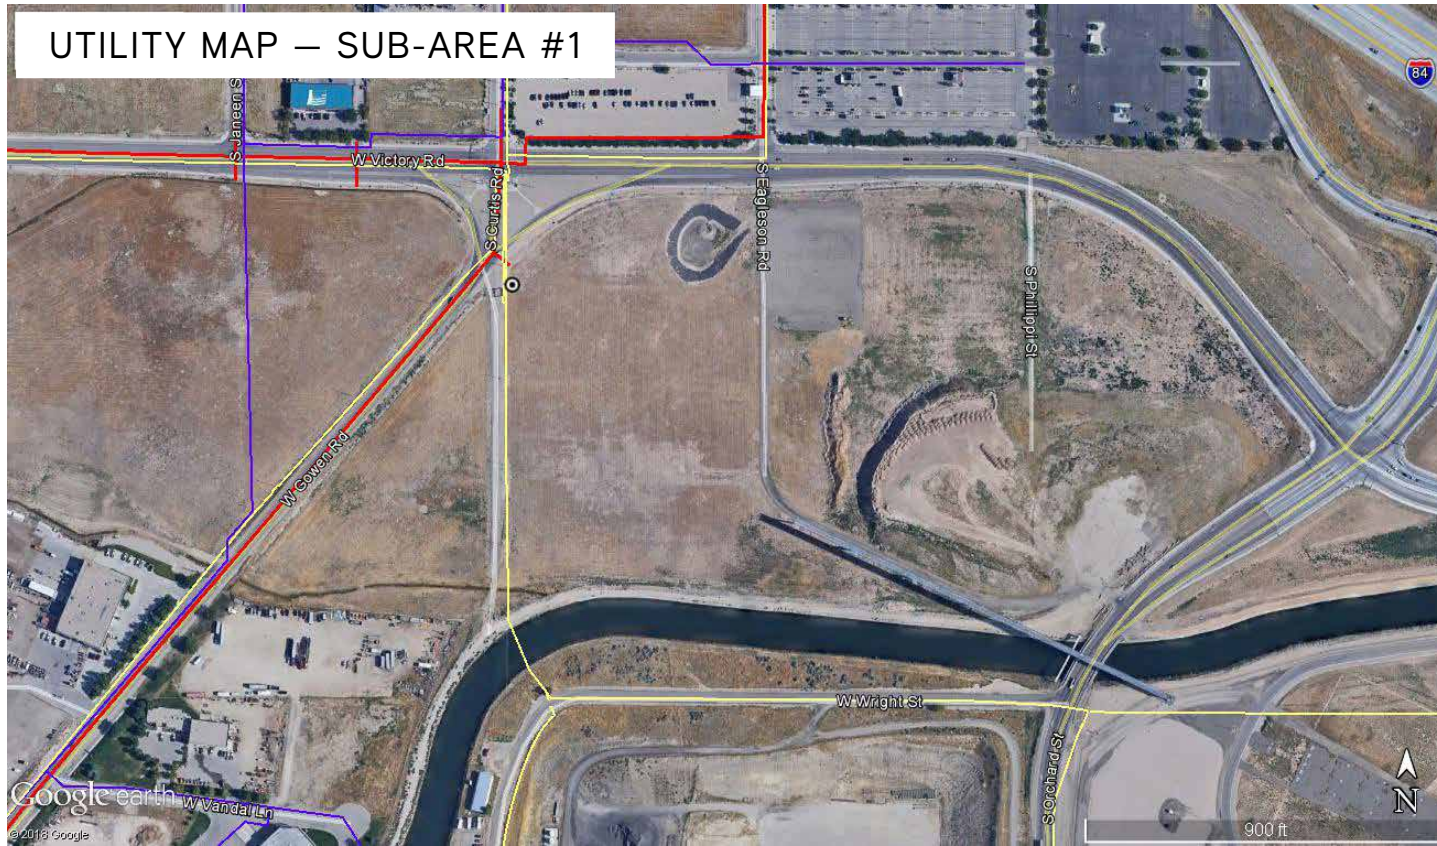 UTILITY MAP – SUB-AREA #1
84
S Janeen S
W Victory Rd
S Curtis Rd
S Eagleson Rd
S Phillippi St
W Gowen Rd
W Wright St
S Orchard St
W Vandal Ln
Google earth
©2018 Google
N
900 ft